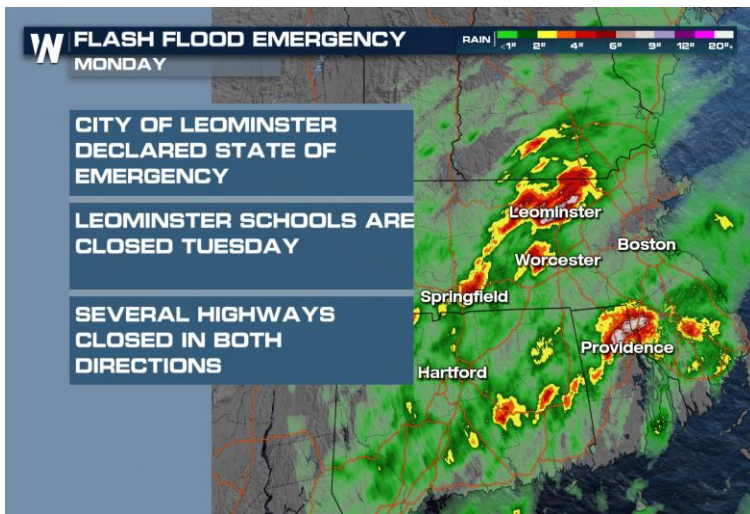 W FLASH FLOOD EMERGENCY
MONDAY
RAIN
<1" 2" 4" 6" 9" 12" 20"+
CITY OF LEOMINSTER
DECLARED STATE OF
EMERGENCY
LEOMINSTER SCHOOLS ARE
CLOSED TUESDAY
SEVERAL HIGHWAYS
CLOSED IN BOTH
DIRECTIONS
Leominster
Boston
Worcester
Springfield
Providence
Hartford